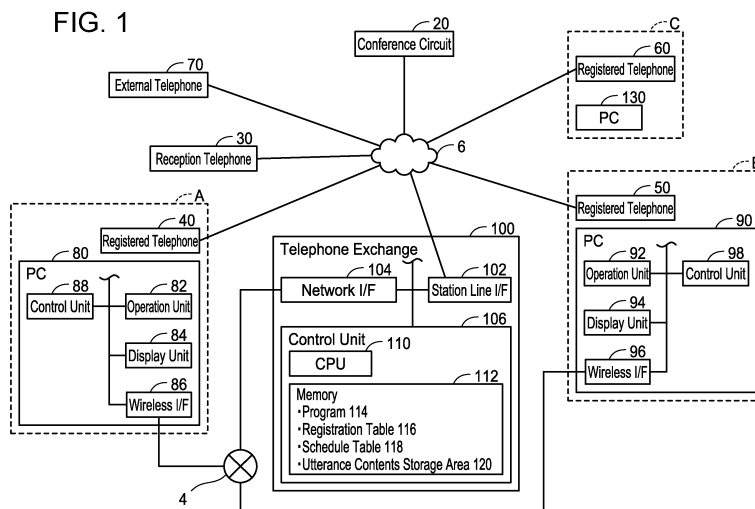 FIG. 1
20
Conference Circuit
C
60
Registered Telephone
130
PC
70
External Telephone
30
Reception Telephone
6
A
40
Registered Telephone
80
PC
88
Control Unit
82
Operation Unit
84
Display Unit
86
Wireless I/F
4
100
Telephone Exchange
104
Network I/F
102
Station Line I/F
106
Control Unit
110
CPU
112
Memory
・Program 114
・Registration Table 116
・Schedule Table 118
・Utterance Contents Storage Area 120
50
Registered Telephone
90
PC
92
Operation Unit
98
Control Unit
94
Display Unit
96
Wireless I/F